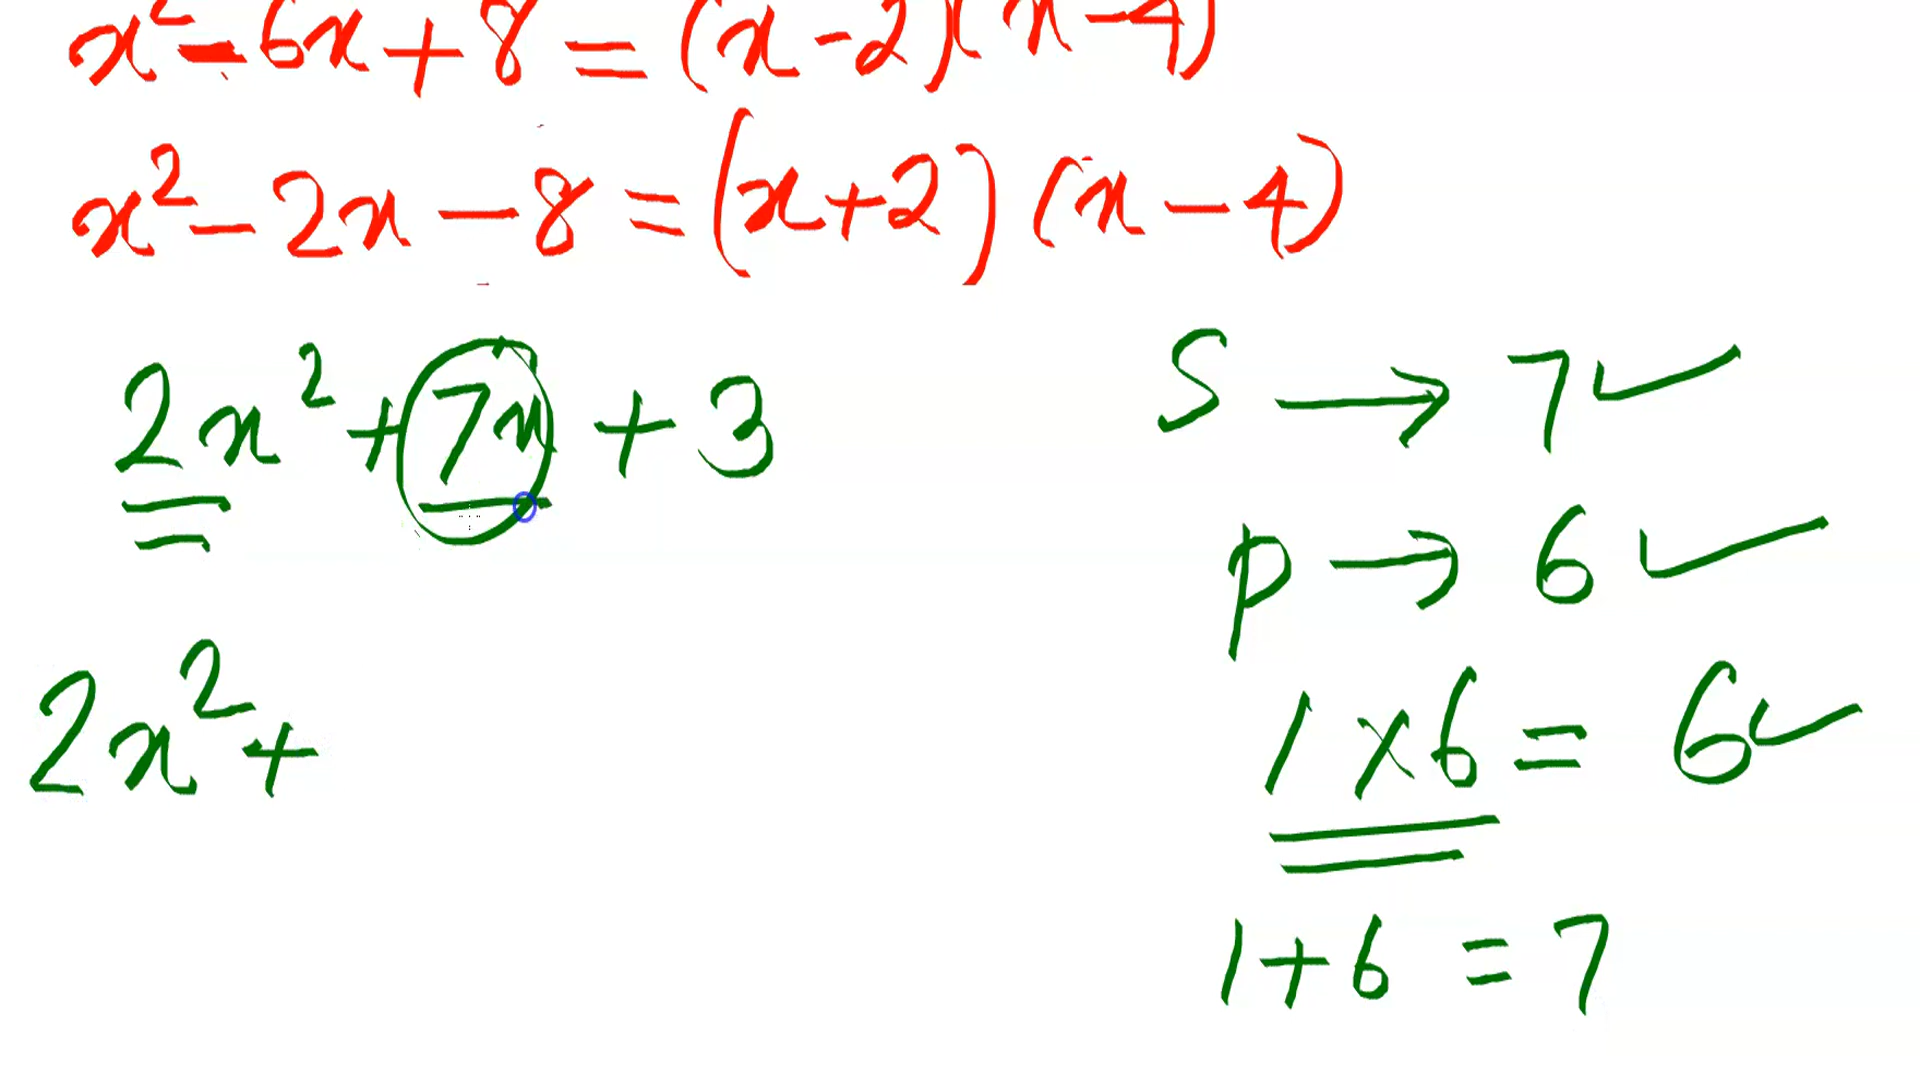 x² - 6x + 8 = (x - 2)(x - 4)
x² - 2x - 8 = (x + 2)(x - 4)
2x² + 7x + 3
S → 7 ✓
p → 6 ✓
2x² +
1 × 6 = 6 ✓
1 + 6 = 7